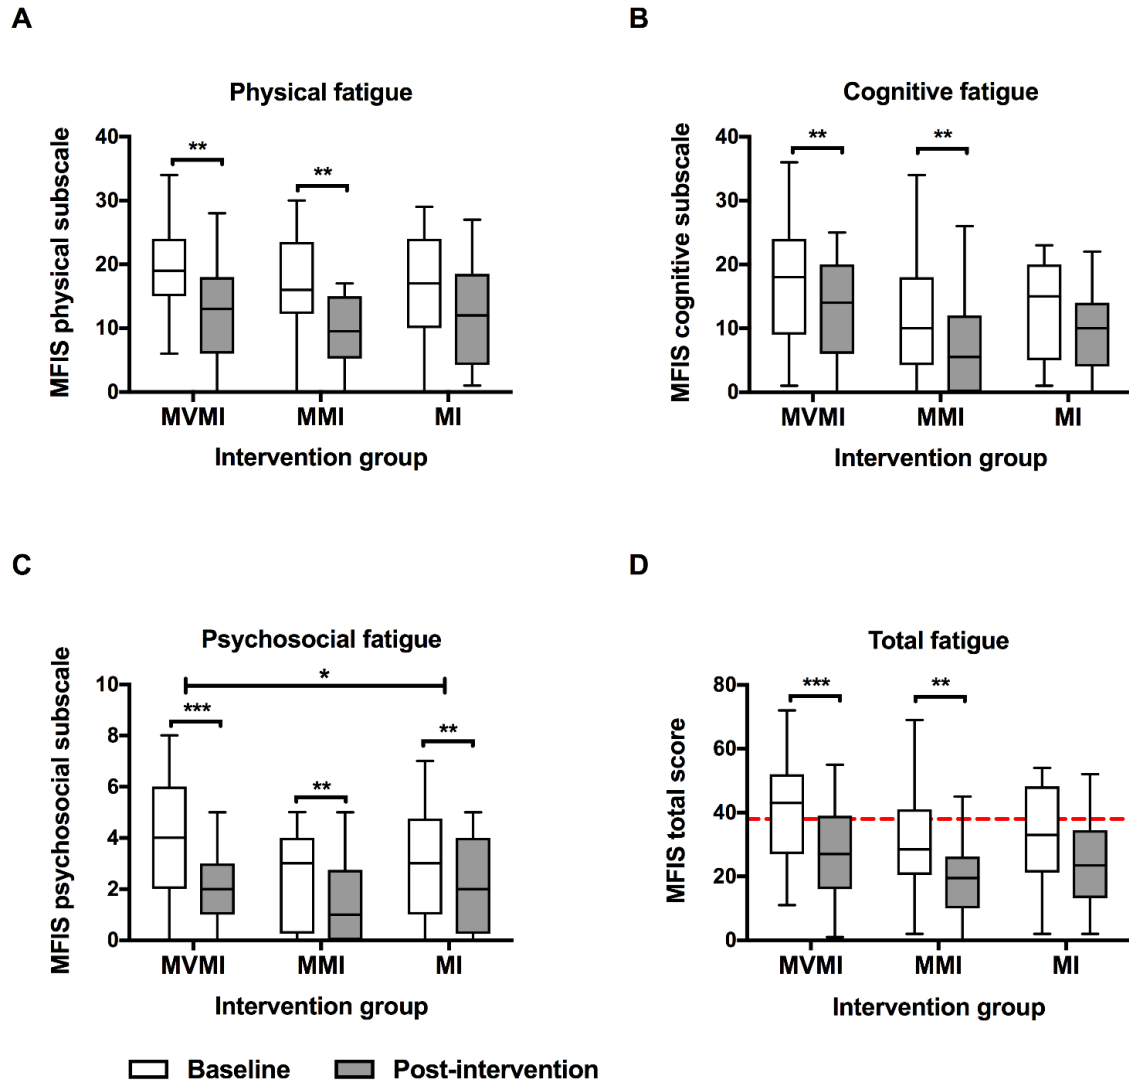 A
Physical fatigue
MFIS physical subscale
40
30
20
10
0
**
**
MVMI
MMI
MI
Intervention group
B
Cognitive fatigue
MFIS cognitive subscale
40
30
20
10
0
**
**
MVMI
MMI
MI
Intervention group
C
Psychosocial fatigue
MFIS psychosocial subscale
10
8
6
4
2
0
*
***
**
**
MVMI
MMI
MI
Intervention group
D
Total fatigue
MFIS total score
80
60
40
20
0
***
**
MVMI
MMI
MI
Intervention group
Baseline
Post-intervention